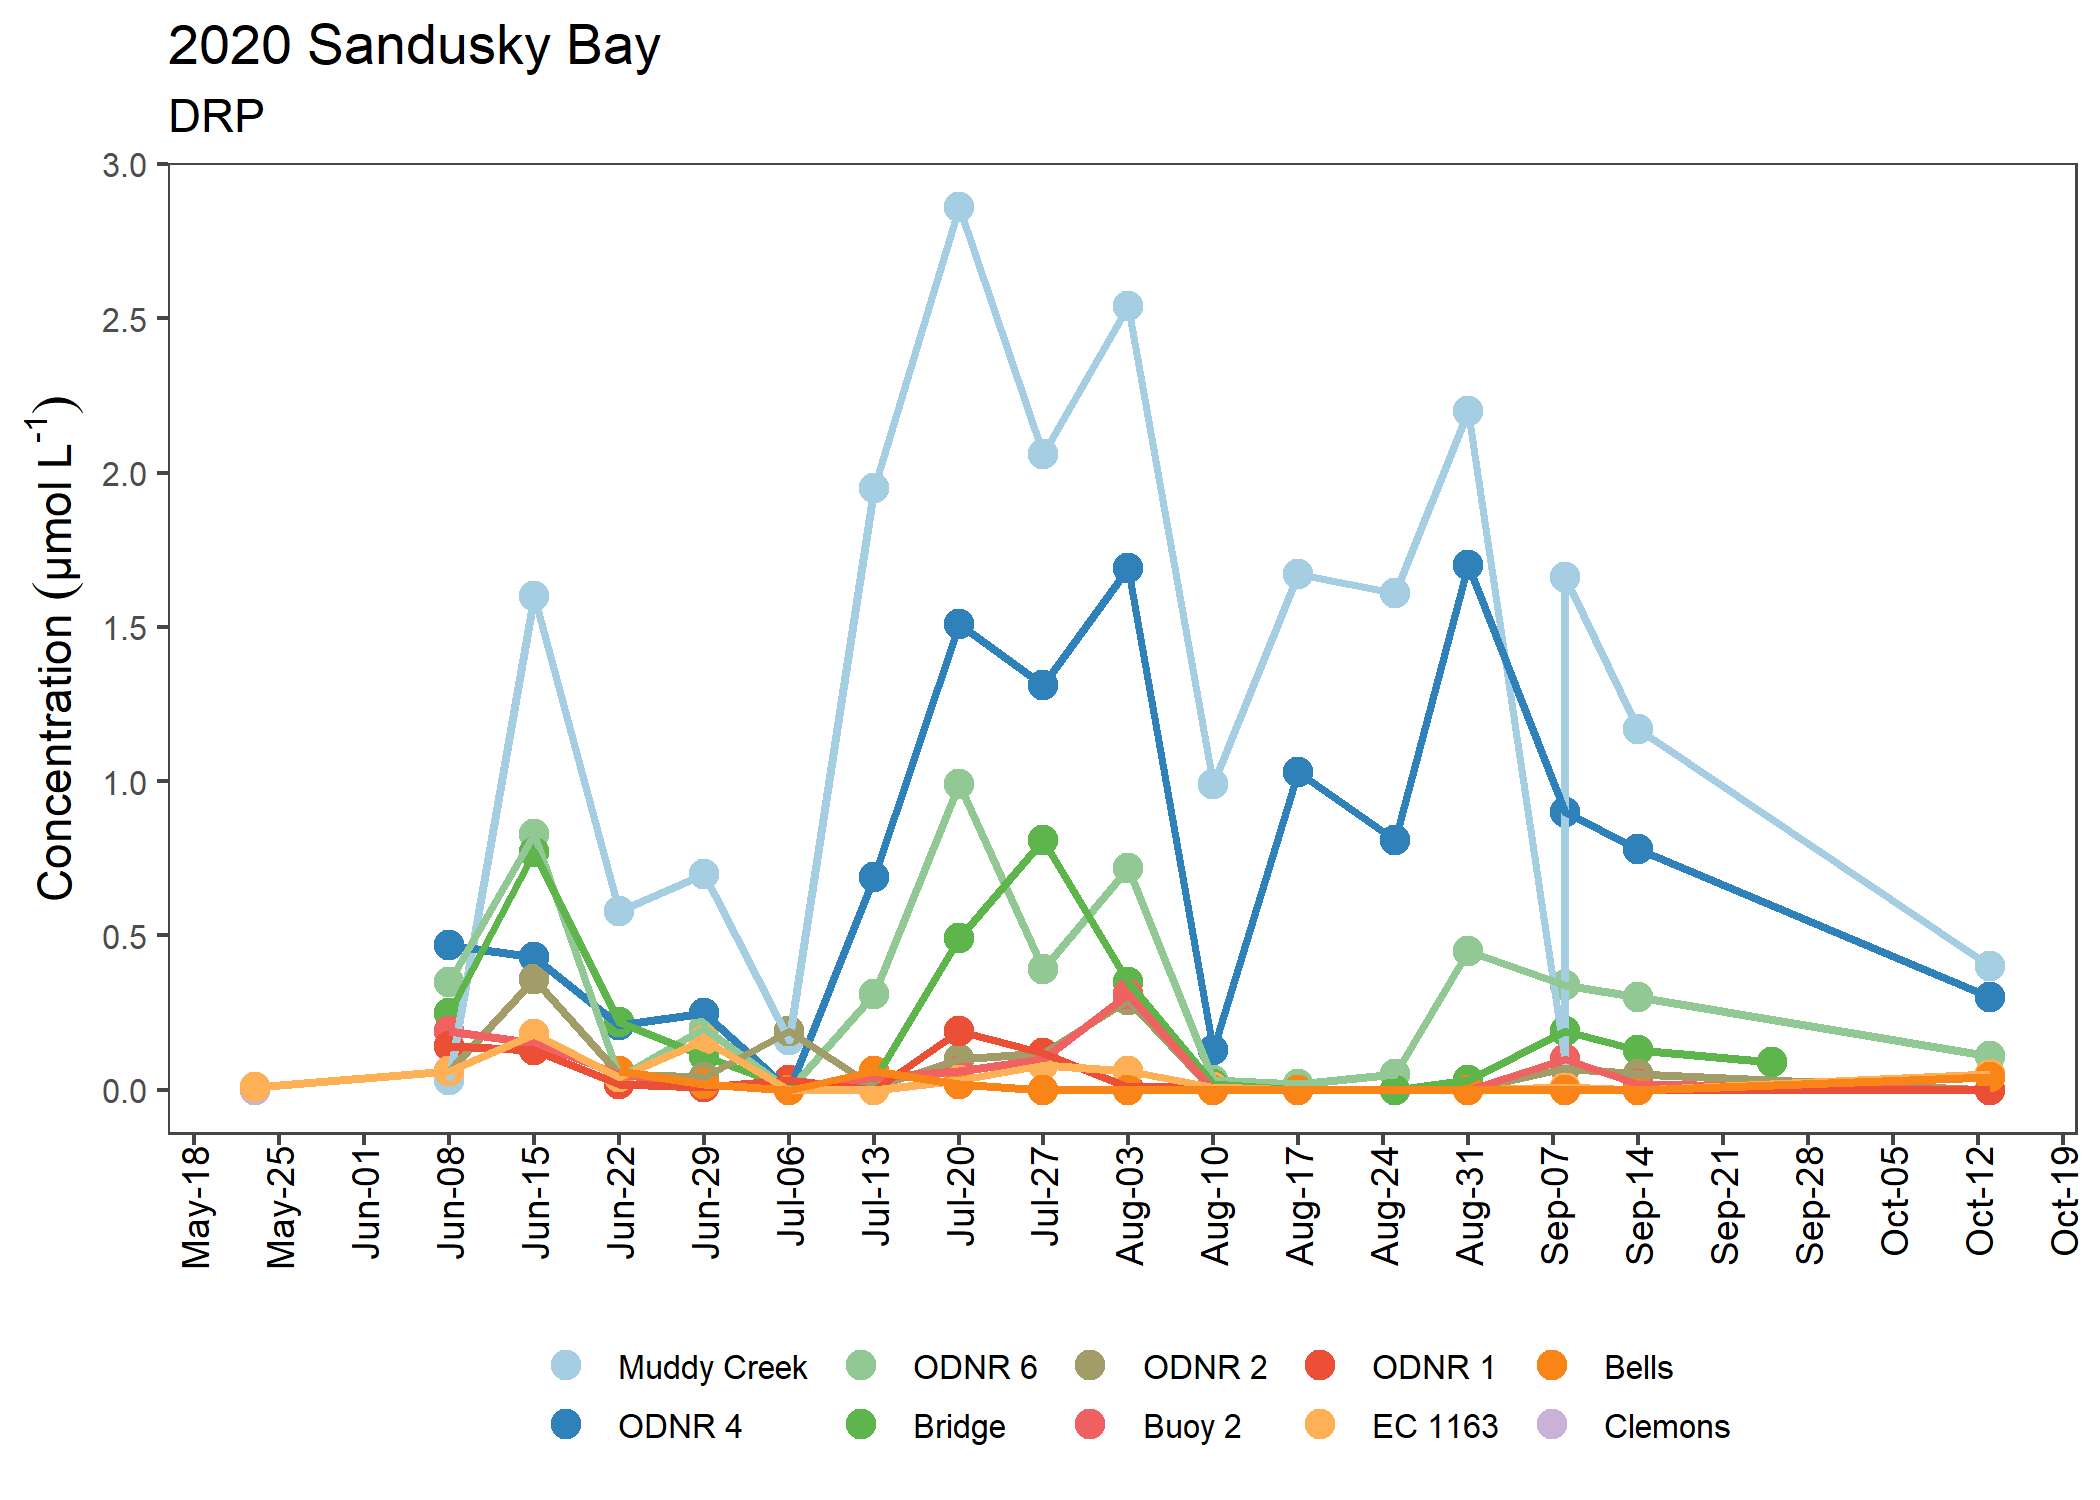 2020 Sandusky Bay
DRP
Concentration (µmol L-1)
3.0
2.5
2.0
1.5
1.0
0.5
0.0
May-18
May-25
Jun-01
Jun-08
Jun-15
Jun-22
Jun-29
Jul-06
Jul-13
Jul-20
Jul-27
Aug-03
Aug-10
Aug-17
Aug-24
Aug-31
Sep-07
Sep-14
Sep-21
Sep-28
Oct-05
Oct-12
Oct-19
Muddy Creek ODNR 6 ODNR 2 ODNR 1 Bells
ODNR 4 Bridge Buoy 2 EC 1163 Clemons